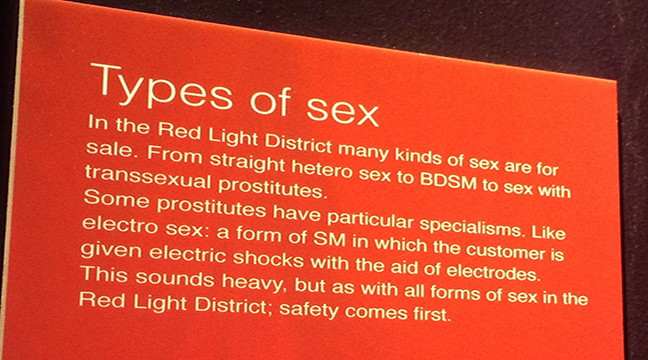 Types of sex
In the Red Light District many kinds of sex are for
sale. From straight hetero sex to BDSM to sex with
transsexual prostitutes.
Some prostitutes have particular specialisms. Like
electro sex: a form of SM in which the customer is
given electric shocks with the aid of electrodes.
This sounds heavy, but as with all forms of sex in the
Red Light District; safety comes first.